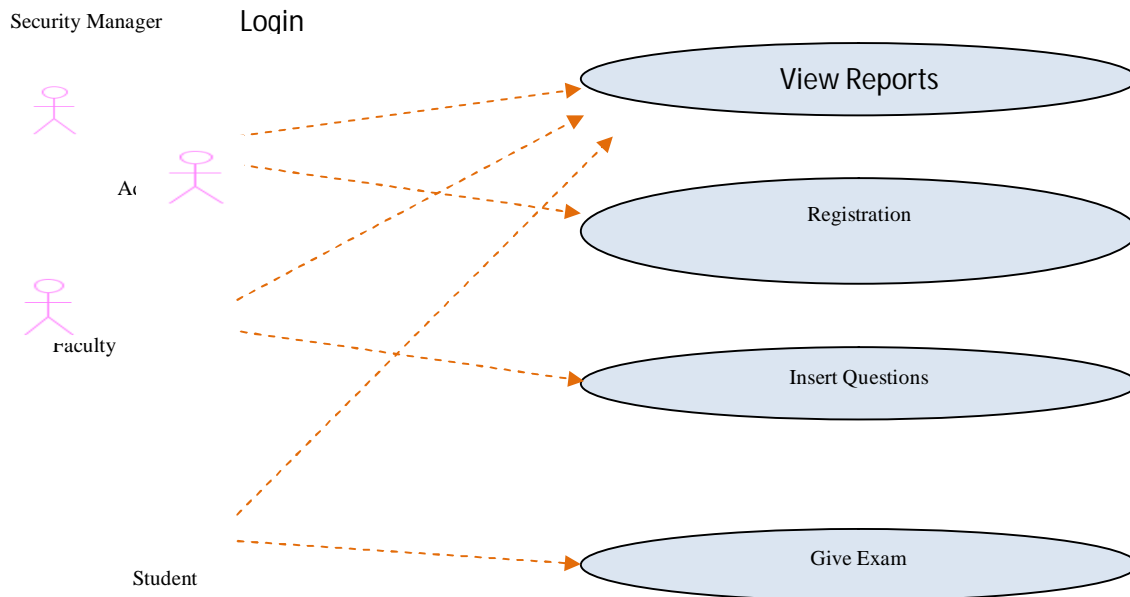 Security Manager
Login
View Reports
Registration
Faculty
Insert Questions
Give Exam
Student